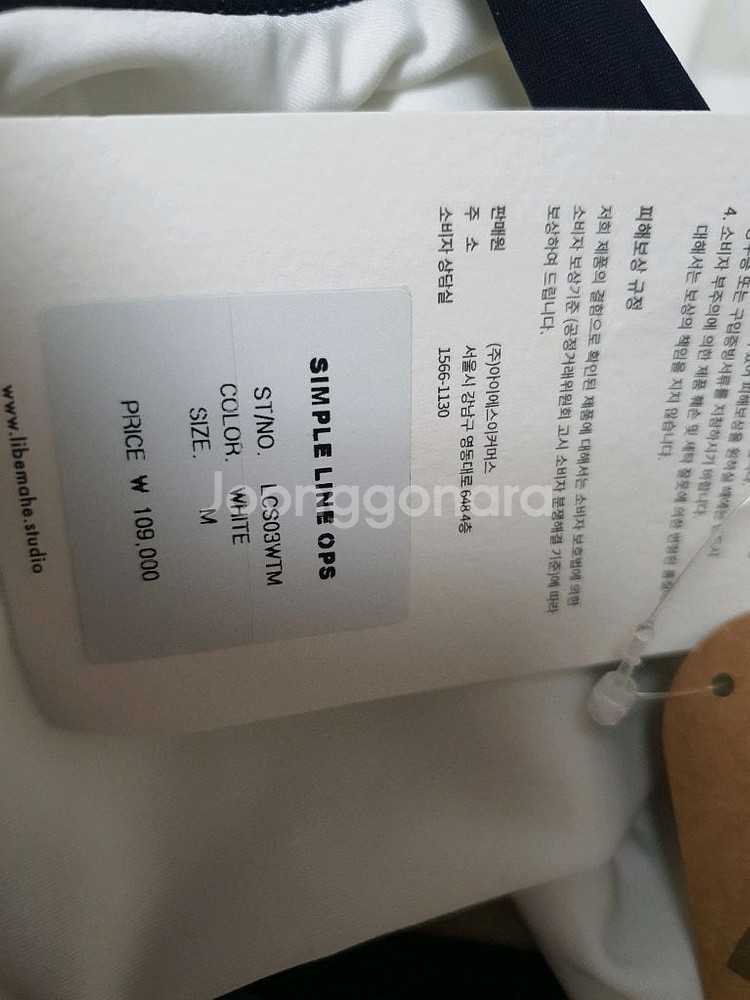 4. 소비자 부주의에 의한 제품 훼손 및 세탁 잘못에 의한 변형된 제품에
대해서는 보상의 책임을 지지 않습니다.
피해보상 규정
저희 제품의 결함으로 확인된 제품에 대해서는 소비자 보호법에 의한
소비자 보상기준 (공정거래위원회 고시 소비자 분쟁해결 기준)에 따라
보상하여 드립니다.
판매원 (주)아이에스이커머스
주 소 서울시 강남구 영동대로 648 4층
소비자 상담실 1566-1130
SIMPLE LINE OPS
ST/NO. LCS03WTM
COLOR. WHITE
SIZE. M
PRICE ₩ 109,000
www.libemahe.studio
Joonggonara